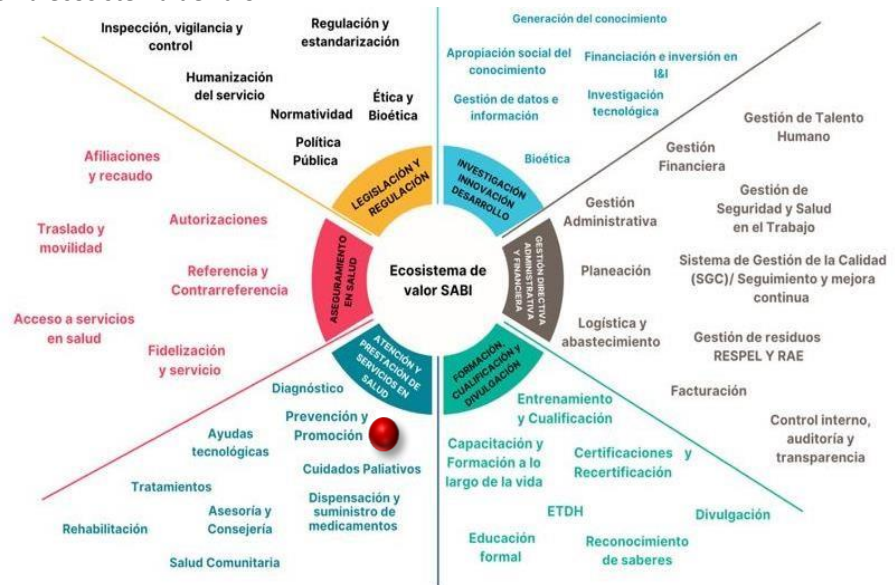 Inspección, vigilancia y
control
Regulación y
estandarización
Humanización
del servicio
Normatividad
Ética y
Bioética
Política
Pública
LEGISLACIÓN Y
REGULACIÓN
Generación del conocimiento
Apropiación social del
conocimiento
Financiación e inversión en
I&I
Gestión de datos e
información
Investigación
tecnológica
Bioética
INVESTIGACIÓN
INNOVACIÓN
DESARROLLO
Gestión de Talento
Humano
Gestión
Financiera
Gestión
Administrativa
Gestión de
Seguridad y Salud
en el Trabajo
Planeación
Sistema de Gestión de la Calidad
(SGC)/ Seguimiento y mejora
continua
Logística y
abastecimiento
Gestión de residuos
RESPEL Y RAE
Facturación
Control interno,
auditoría y
transparencia
GESTIÓN DIRECTIVA
ADMINISTRATIVA
Y FINANCIERA
Ecosistema de
valor SABI
Afiliaciones
y recaudo
Autorizaciones
Traslado y
movilidad
Referencia y
Contrarreferencia
Acceso a servicios
en salud
Fidelización
y servicio
ASEGURAMIENTO
EN SALUD
ATENCIÓN Y
PRESTACIÓN DE
SERVICIOS EN
SALUD
Diagnóstico
Prevención y
Promoción
Ayudas
tecnológicas
Cuidados Paliativos
Tratamientos
Dispensación y
suministro de
medicamentos
Asesoría y
Consejería
Rehabilitación
Salud Comunitaria
FORMACIÓN,
CUALIFICACIÓN Y
DIVULGACIÓN
Entrenamiento
y Cualificación
Capacitación y
Formación a lo
largo de la vida
Certificaciones y
Recertificación
ETDH
Divulgación
Educación
formal
Reconocimiento
de saberes